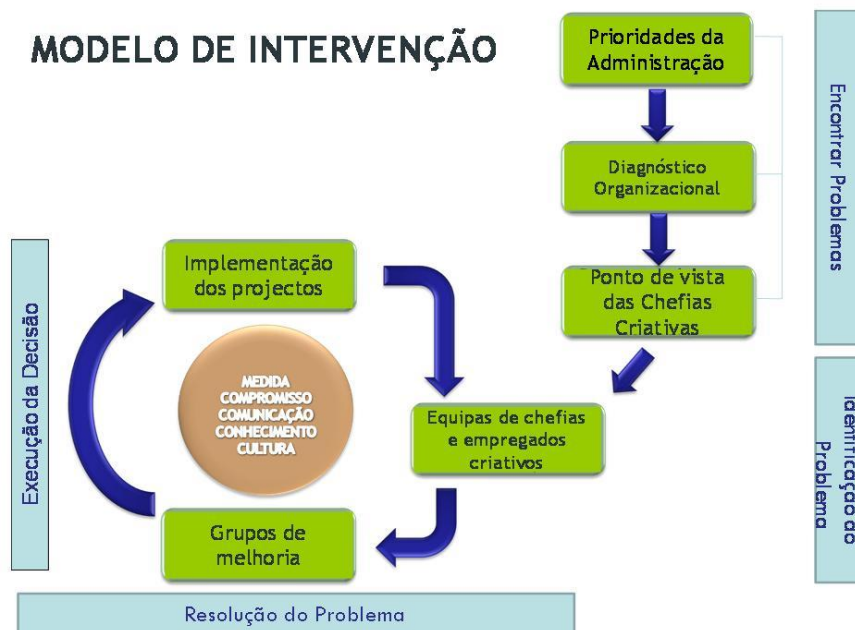 MODELO DE INTERVENÇÃO
Prioridades da
Administração
Diagnóstico
Organizacional
Ponto de vista
das Chefias
Criativas
Encontrar Problemas
Implementação
dos projectos
Execução da Decisão
MEDIDA
COMPROMISSO
COMUNICAÇÃO
CONHECIMENTO
CULTURA
Equipas de chefias
e empregados
criativos
Identificação do
Problema
Grupos de
melhoria
Resolução do Problema